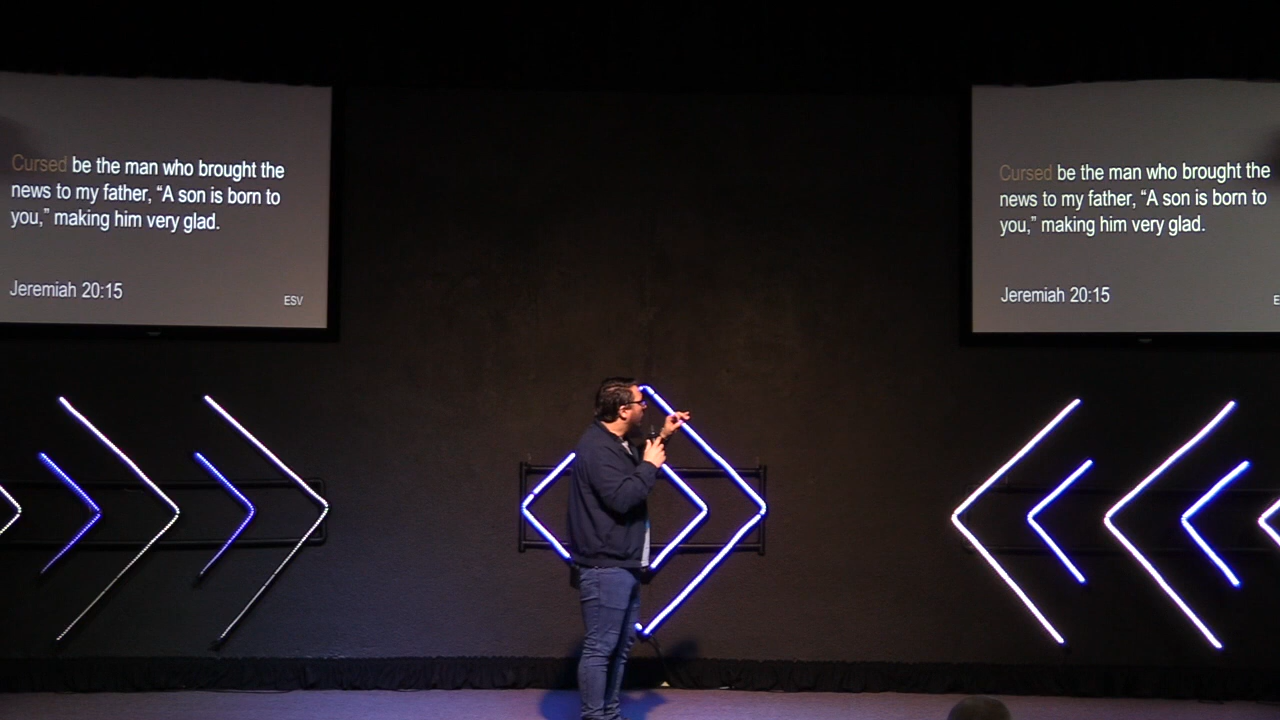 Cursed be the man who brought the
news to my father, “A son is born to
you,” making him very glad.
Jeremiah 20:15
ESV
Cursed be the man who brought the
news to my father, “A son is born to
you,” making him very glad.
Jeremiah 20:15
E